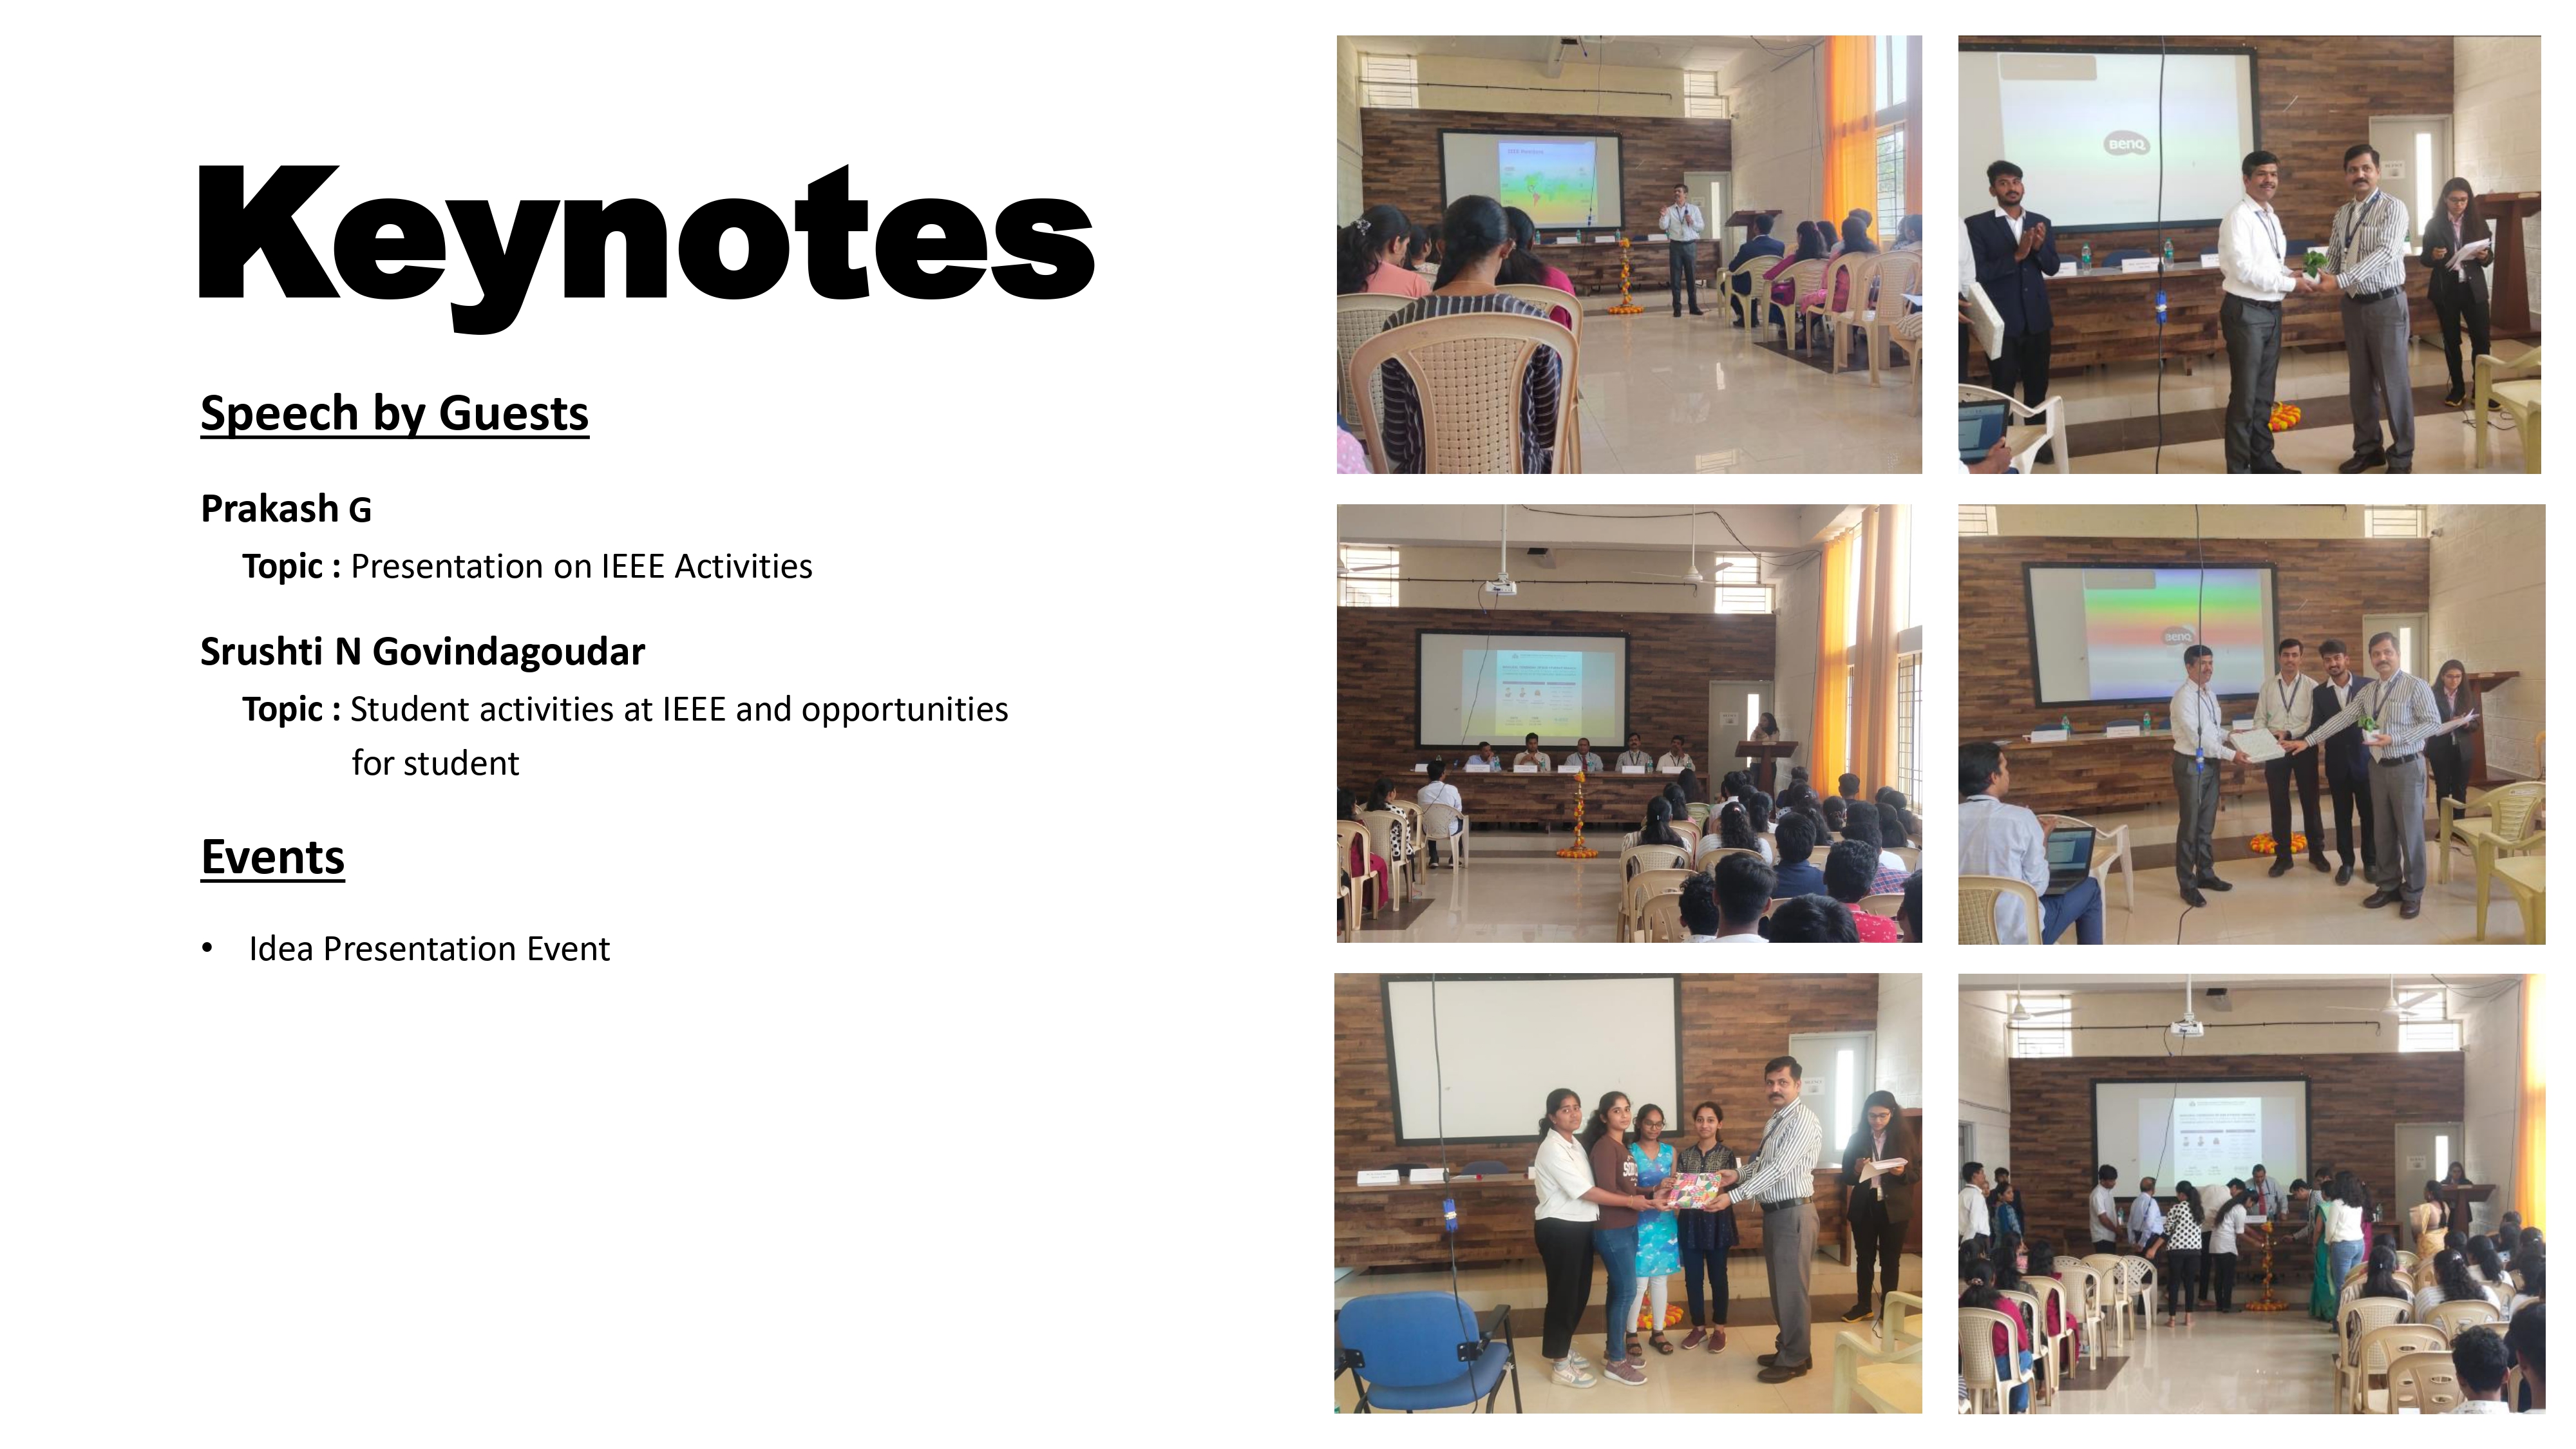 Keynotes
Speech by Guests
Prakash G
Topic : Presentation on IEEE Activities
Srushti N Govindagoudar
Topic : Student activities at IEEE and opportunities
for student
Events
• Idea Presentation Event
BenQ
BenQ